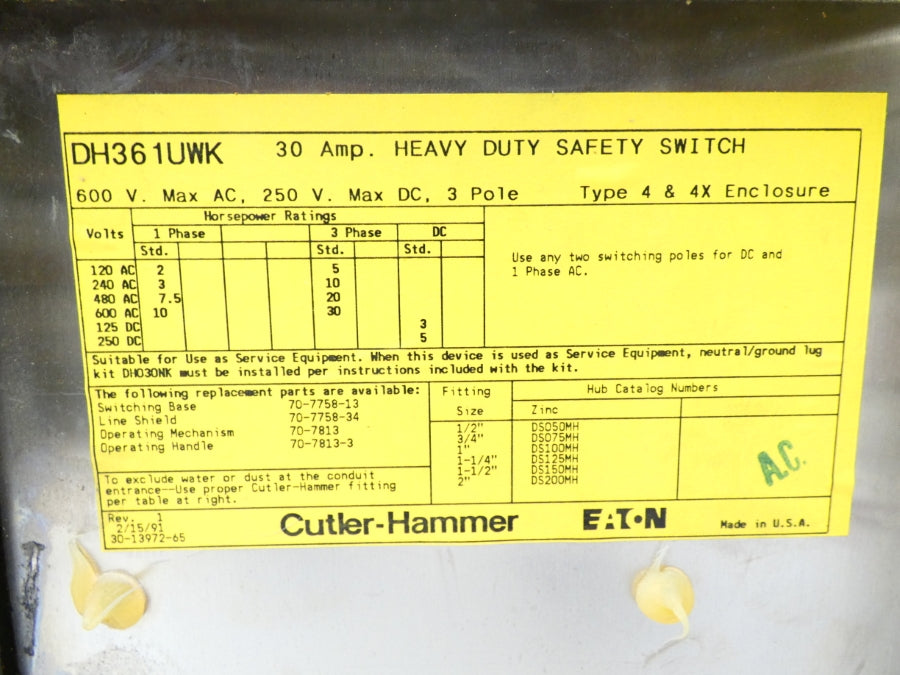 DH361UWK 30 Amp. HEAVY DUTY SAFETY SWITCH
600 V. Max AC, 250 V. Max DC, 3 Pole Type 4 & 4X Enclosure
Horsepower Ratings
Volts 1 Phase 3 Phase DC
Std. Std. Std.
120 AC 2 5
240 AC 3 10
480 AC 7.5 20
600 AC 10 30
125 DC 3
250 DC 5
Use any two switching poles for DC and
1 Phase AC.
Suitable for Use as Service Equipment. When this device is used as Service Equipment, neutral/ground lug
kit DH030NK must be installed per instructions included with the kit.
The following replacement parts are available:
Switching Base 70-7758-13
Line Shield 70-7758-34
Operating Mechanism 70-7813
Operating Handle 70-7813-3
To exclude water or dust at the conduit
entrance--Use proper Cutler-Hammer fitting
per table at right.
Fitting Hub Catalog Numbers
Size Zinc
1/2" DS050MH
3/4" DS075MH
1" DS100MH
1-1/4" DS125MH
1-1/2" DS150MH
2" DS200MH
A.C.
Rev. 1
2/15/91
30-13972-65
Cutler-Hammer EATON Made in U.S.A.